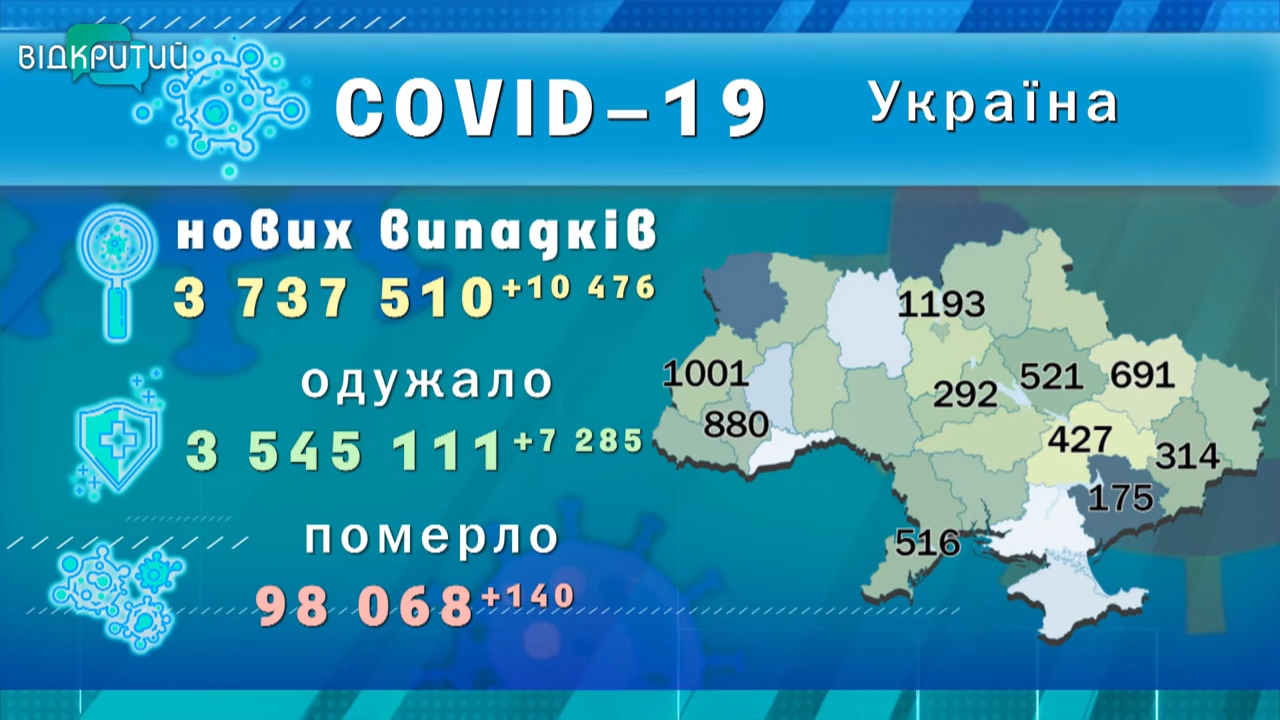 ВІДКРИТИЙ
COVID–19
Україна
нових випадків
3 737 510+10 476
одужало
3 545 111+7 285
померло
98 068+140
1193
1001
292
521
691
880
427
314
175
516